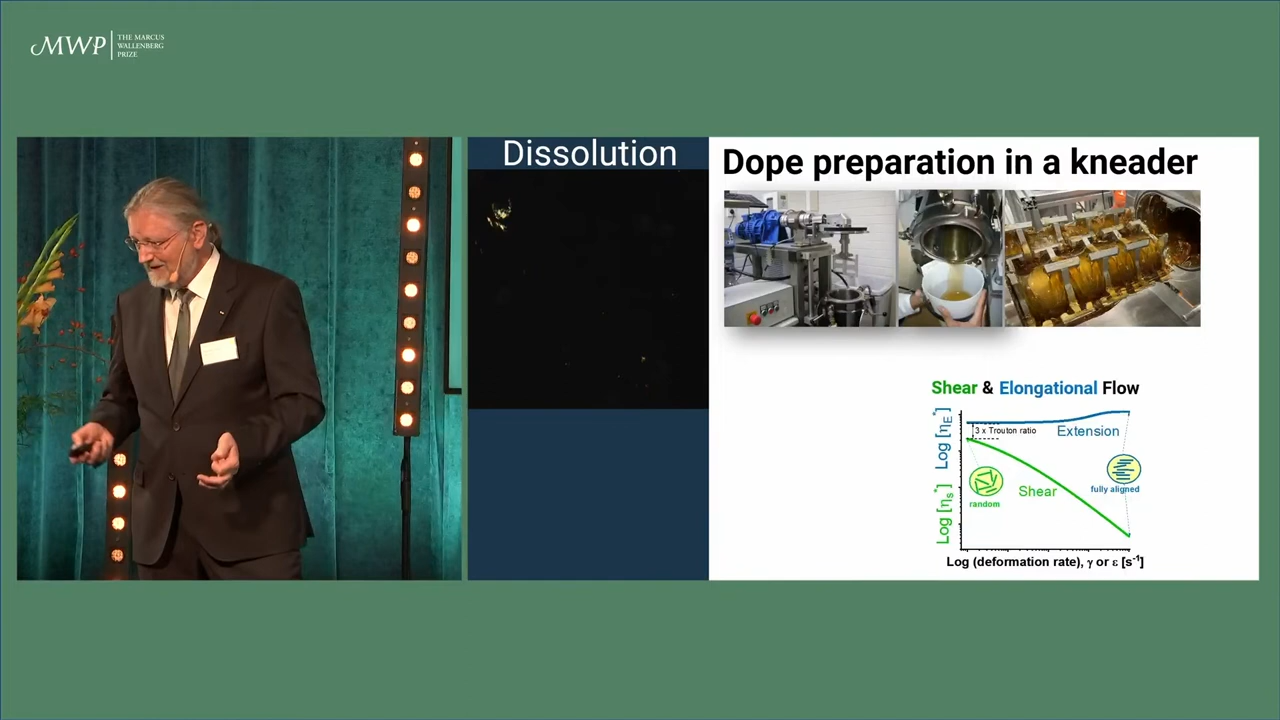 MWP
THE MARCUS
WALLENBERG
PRIZE
Dissolution
Dope preparation in a kneader
Shear & Elongational Flow
Log [ηE*]
Log [ηs*]
3 x Trouton ratio
Extension
Shear
random
fully aligned
Log (deformation rate), γ or ε [s⁻¹]